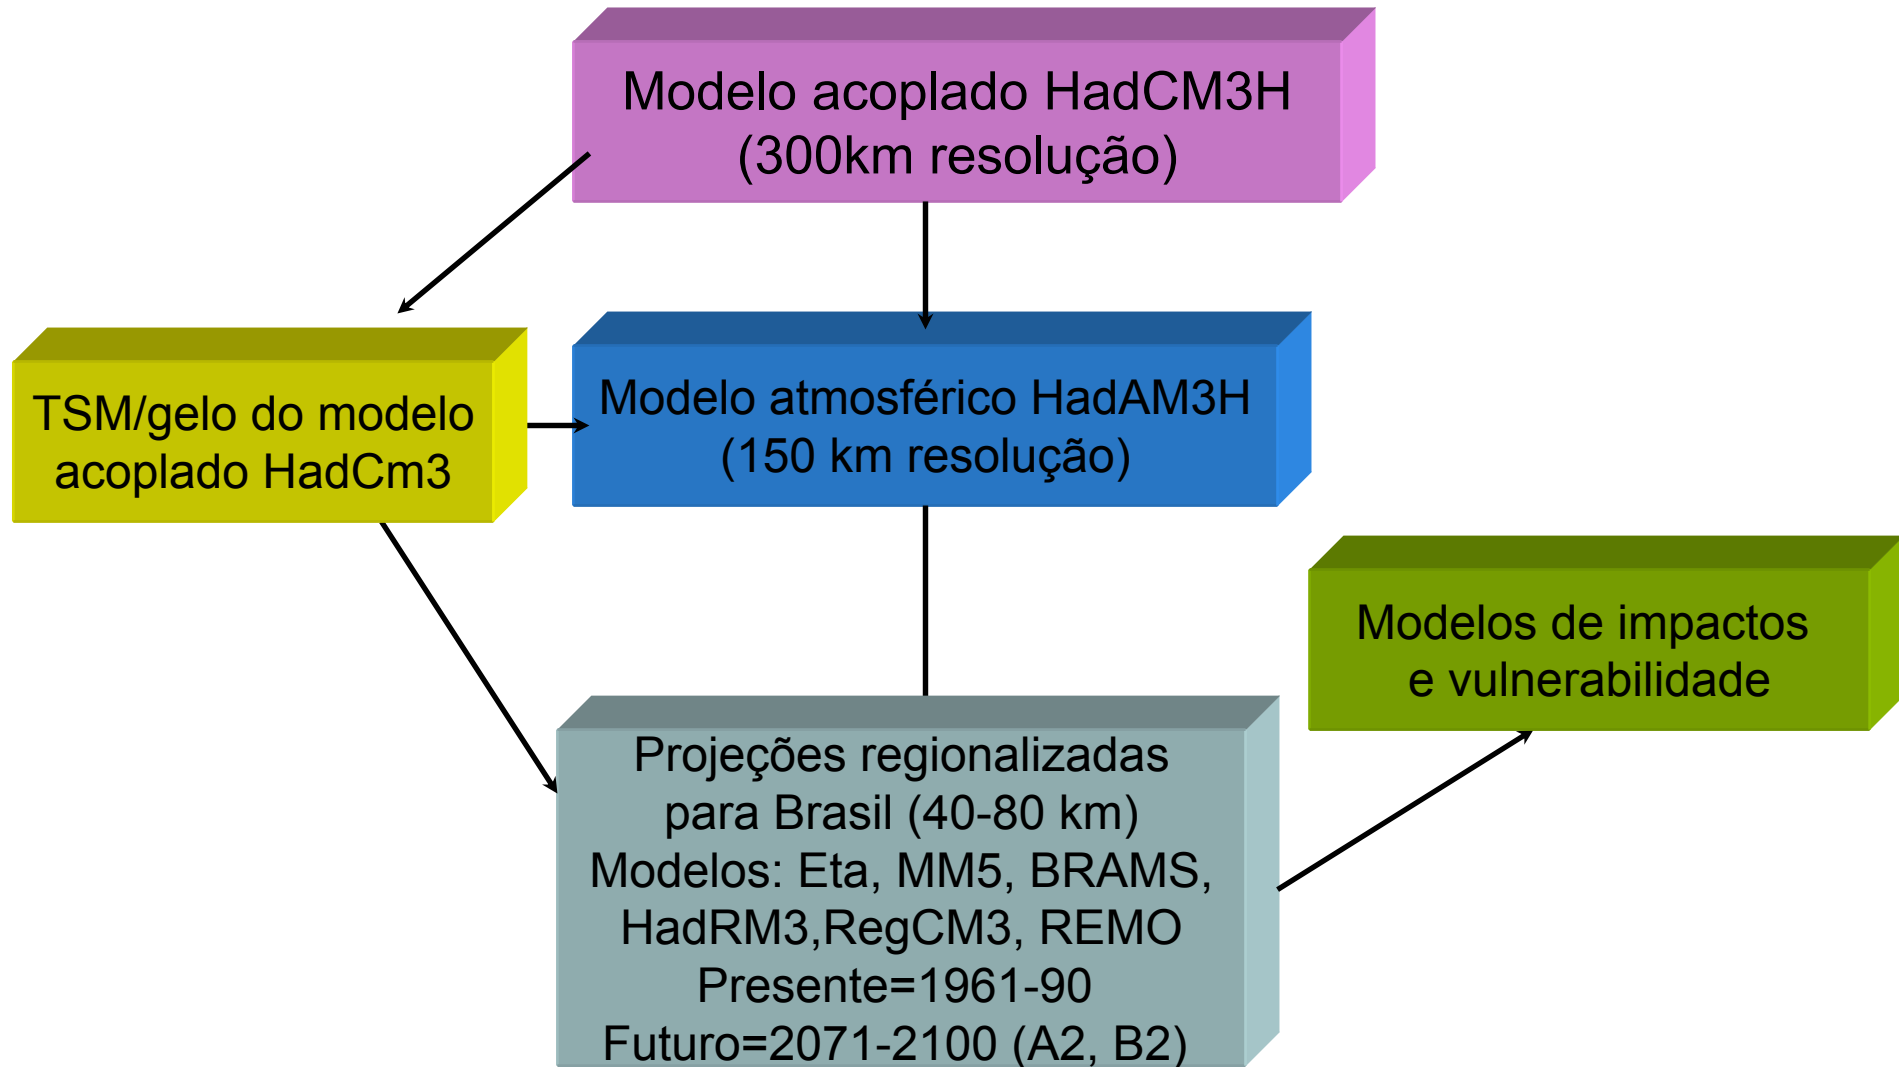 Modelo acoplado HadCM3H
(300km resolução)
TSM/gelo do modelo
acoplado HadCm3
Modelo atmosférico HadAM3H
(150 km resolução)
Modelos de impactos
e vulnerabilidade
Projeções regionalizadas
para Brasil (40-80 km)
Modelos: Eta, MM5, BRAMS,
HadRM3,RegCM3, REMO
Presente=1961-90
Futuro=2071-2100 (A2, B2)